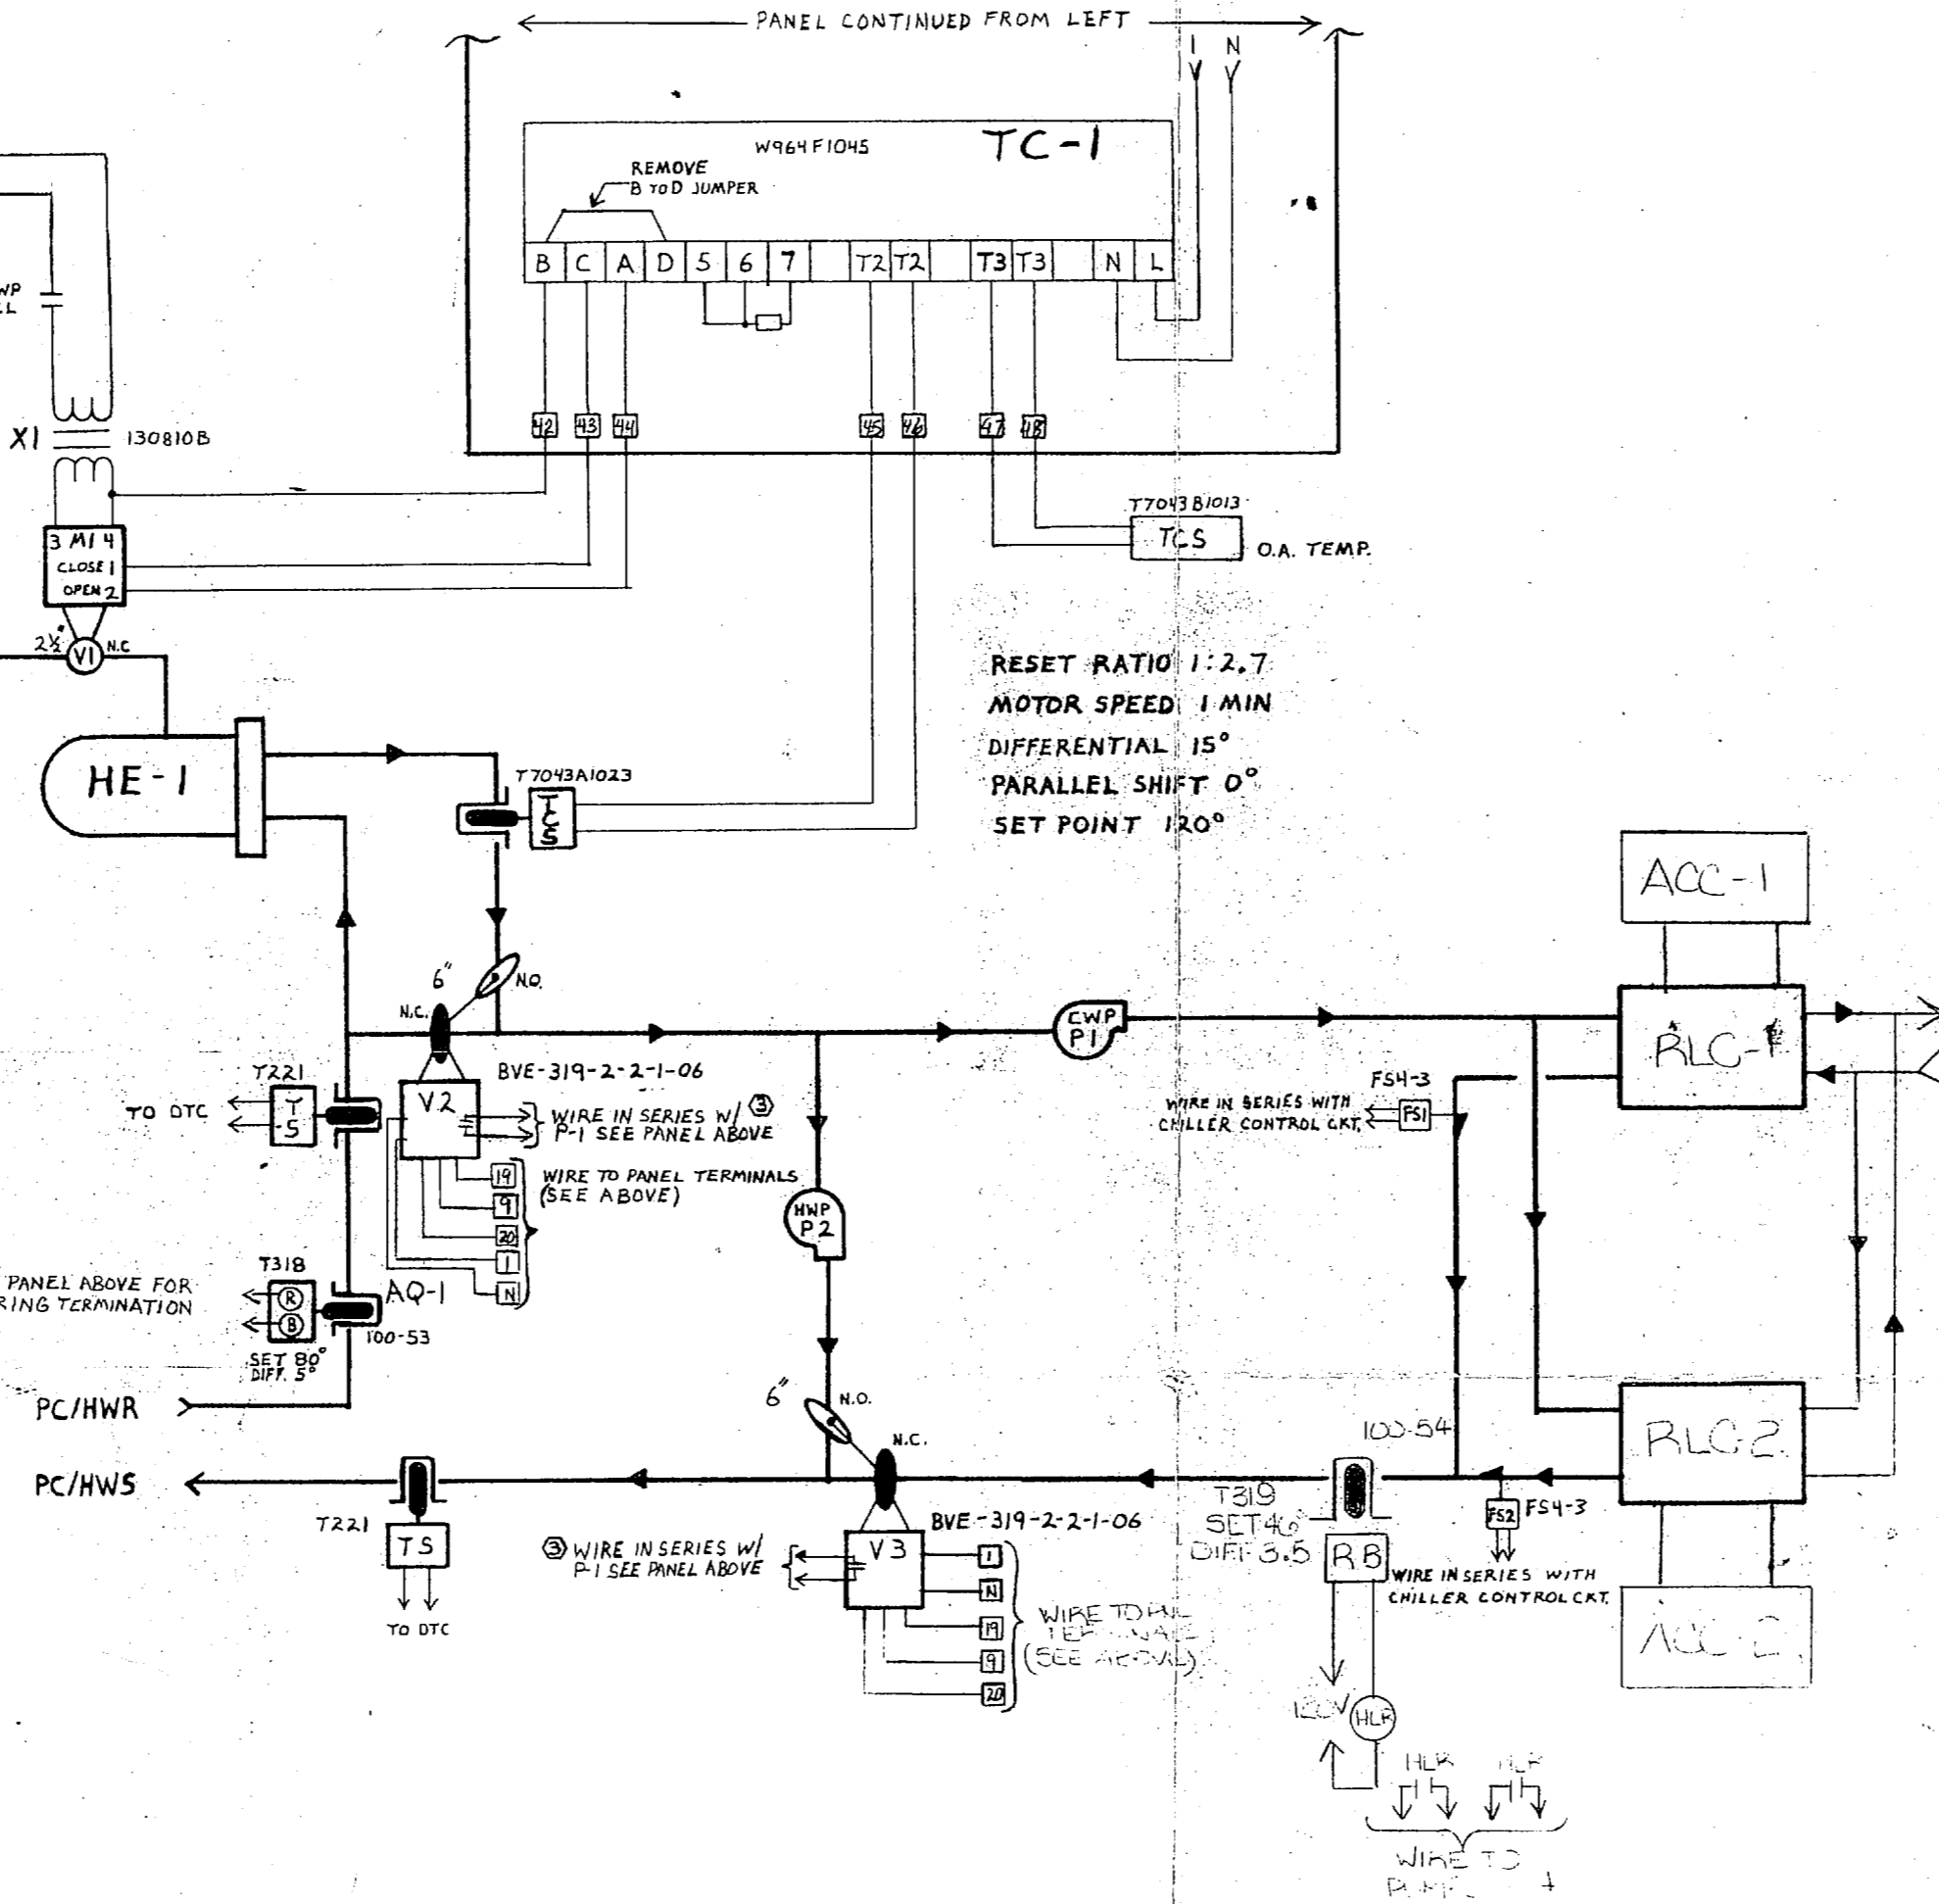 PANEL CONTINUED FROM LEFT
1 N
W964F1045 TC-1
REMOVE
B TO D JUMPER
B C A D 5 6 7 T2 T2 T3 T3 N L
42 43 44 45 46 47 48
X1 130810B
3 M1 4
CLOSE 1
OPEN 2
2½" V1 N.C
T7043B1013
TCS O.A. TEMP.
RESET RATIO 1:2.7
MOTOR SPEED 1 MIN
DIFFERENTIAL 15°
PARALLEL SHIFT 0°
SET POINT 120°
HE-1
T7043A1023
TCS
6" N.O.
N.C.
CWP
P1
ACC-1
RLC-1
T221
TS
TO DTC
V2
BVE-319-2-2-1-06
WIRE IN SERIES W/ 3
P-1 SEE PANEL ABOVE
WIRE TO PANEL TERMINALS
(SEE ABOVE)
19
9
20
1
N
FS4-3
FS1
WIRE IN SERIES WITH
CHILLER CONTROL CKT.
HWP
P2
PANEL ABOVE FOR
RING TERMINATION
T318
R
B
AQ-1
100-53
SET 80°
DIFF. 5°
PC/HWR
6" N.O.
N.C.
100-54
RLC-2
PC/HWS
T221
TS
TO DTC
BVE-319-2-2-1-06
3 WIRE IN SERIES W/
P-1 SEE PANEL ABOVE
V3
1
N
19
9
20
WIRE TO
(SEE
T319
SET 46°
DIFF 3.5
R B
FS2 FS4-3
WIRE IN SERIES WITH
CHILLER CONTROL CKT.
ACC-2
120V HLR
HLR HLR
WIRE TO